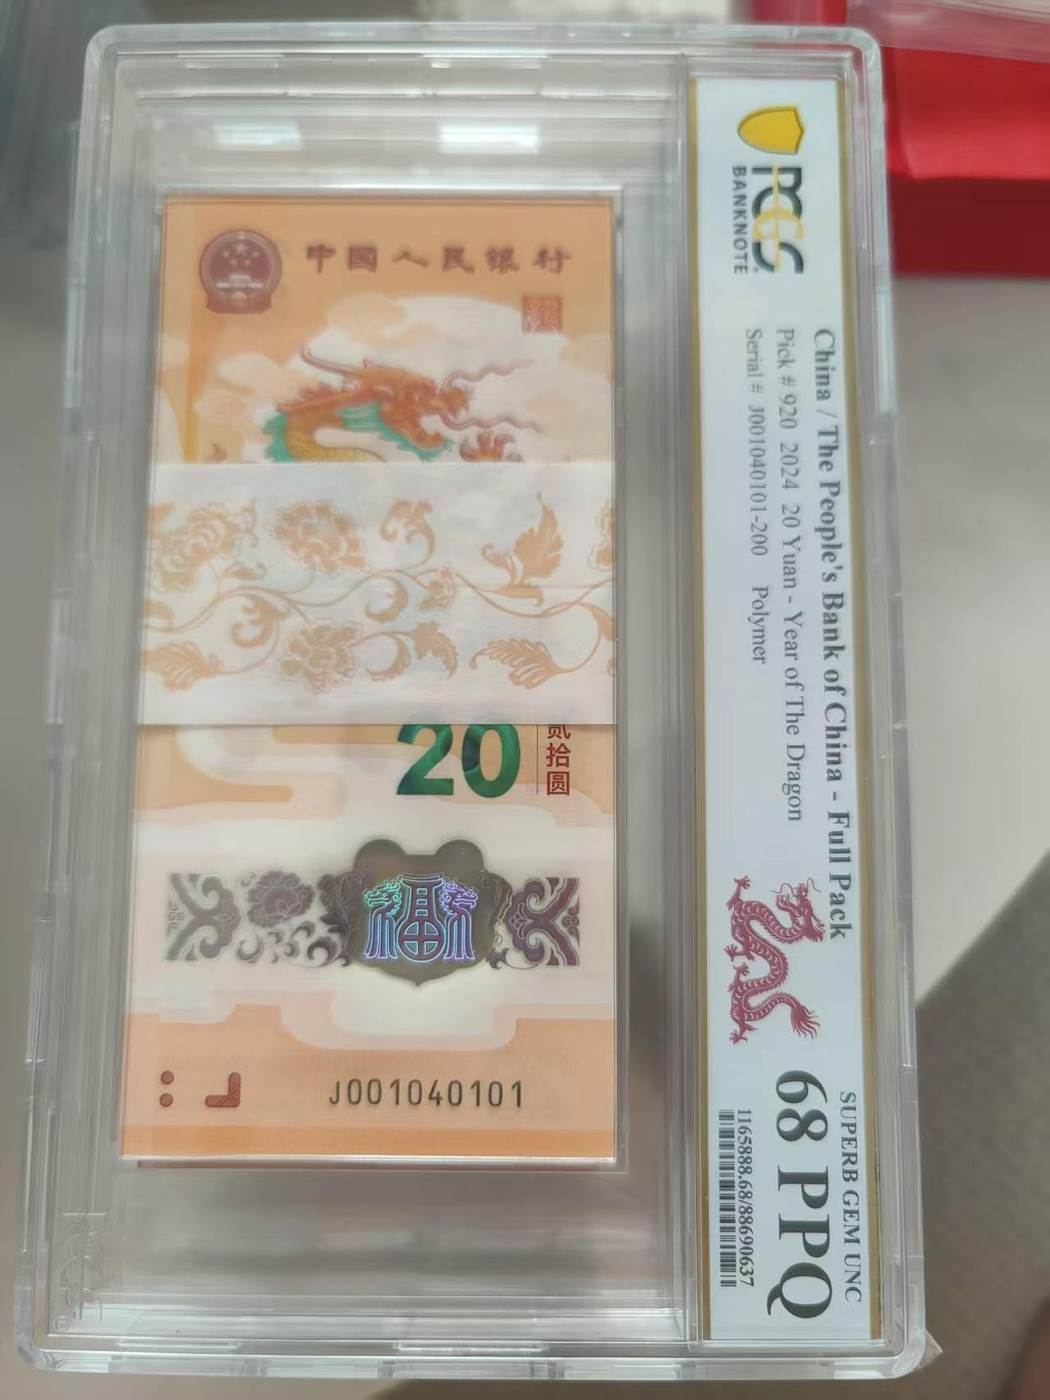 中国人民银行
20
贰拾圆
J001040101
PCGS
BANKNOTE
China / The People's Bank of China - Full Pack
Pick # 920 2024 20 Yuan - Year of The Dragon
Serial # J001040101-200 Polymer
SUPERB GEM UNC
68 PPQ
1165888.68/88690637